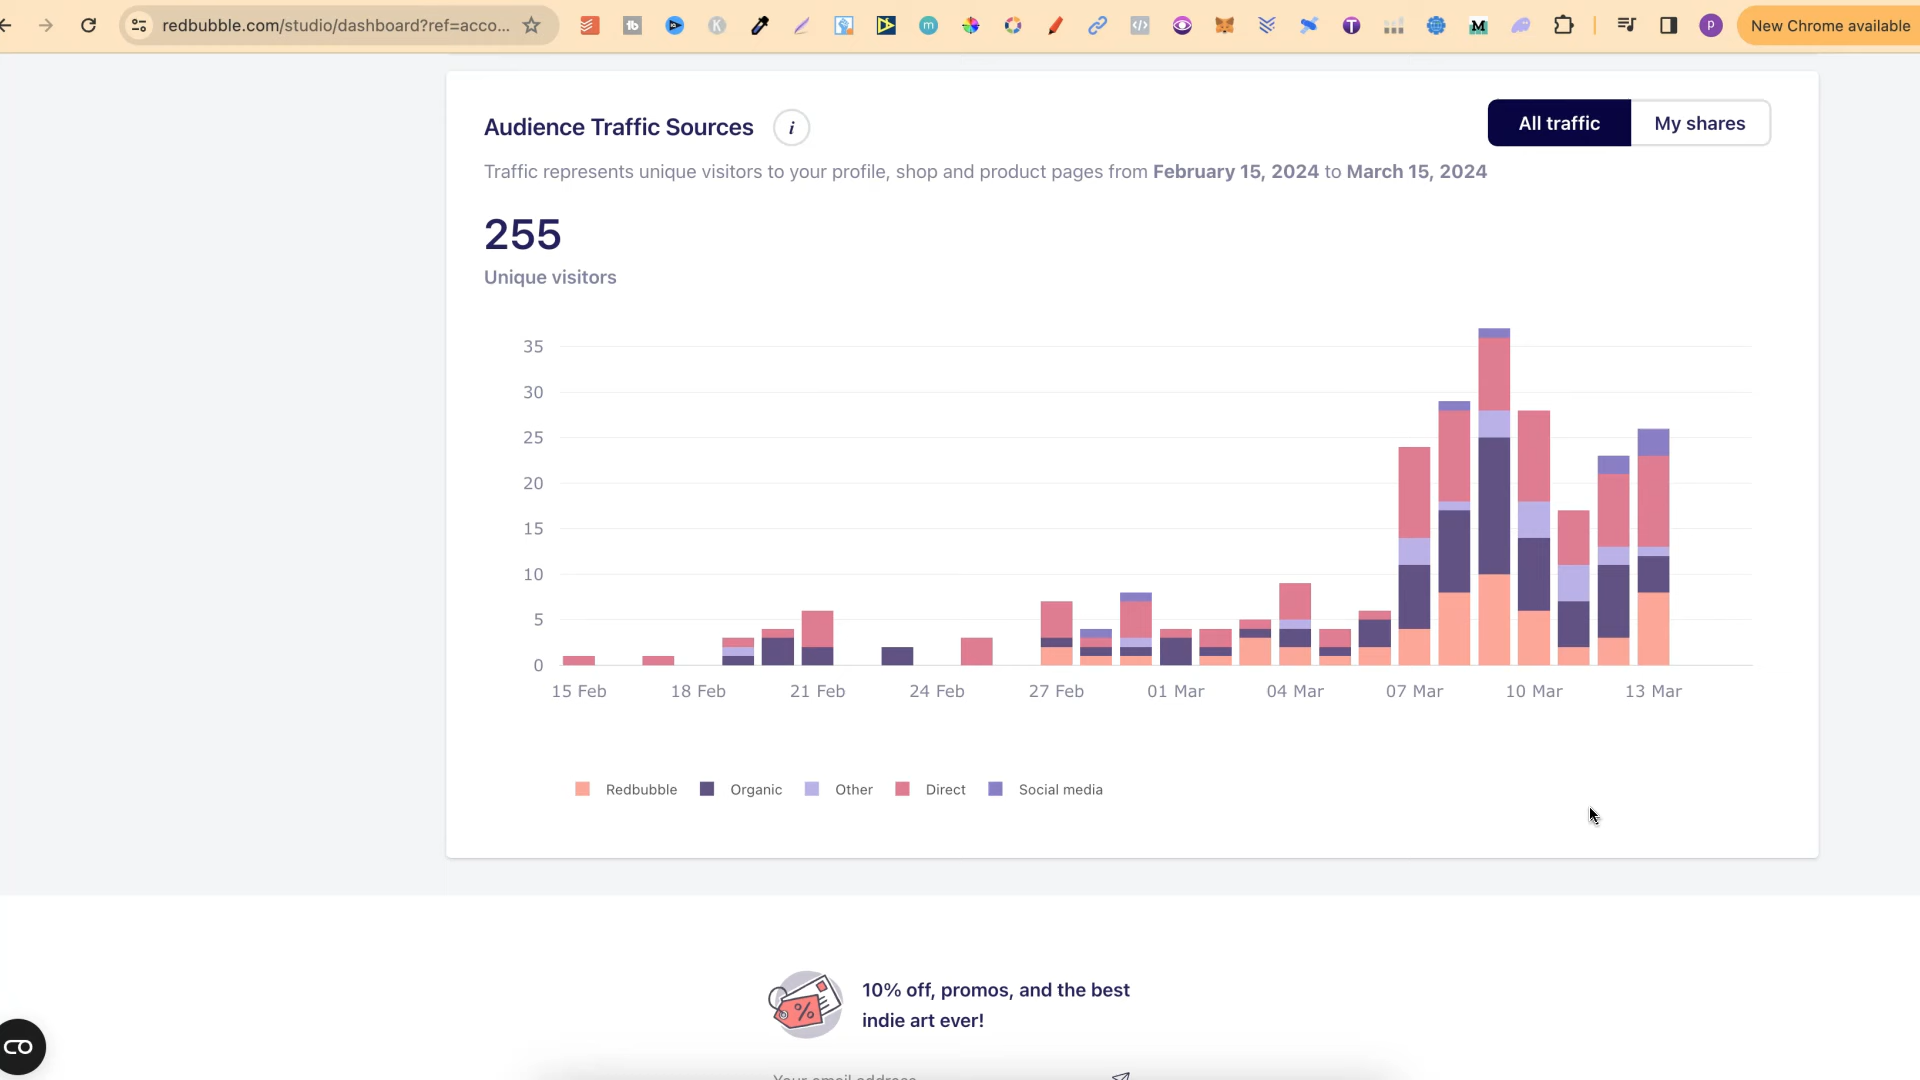 redbubble.com/studio/dashboard?ref=acco...
New Chrome available
Audience Traffic Sources
All traffic
My shares
Traffic represents unique visitors to your profile, shop and product pages from February 15, 2024 to March 15, 2024
255
Unique visitors
35
30
25
20
15
10
5
0
15 Feb
18 Feb
21 Feb
24 Feb
27 Feb
01 Mar
04 Mar
07 Mar
10 Mar
13 Mar
Redbubble
Organic
Other
Direct
Social media
10% off, promos, and the best
indie art ever!
Your email address